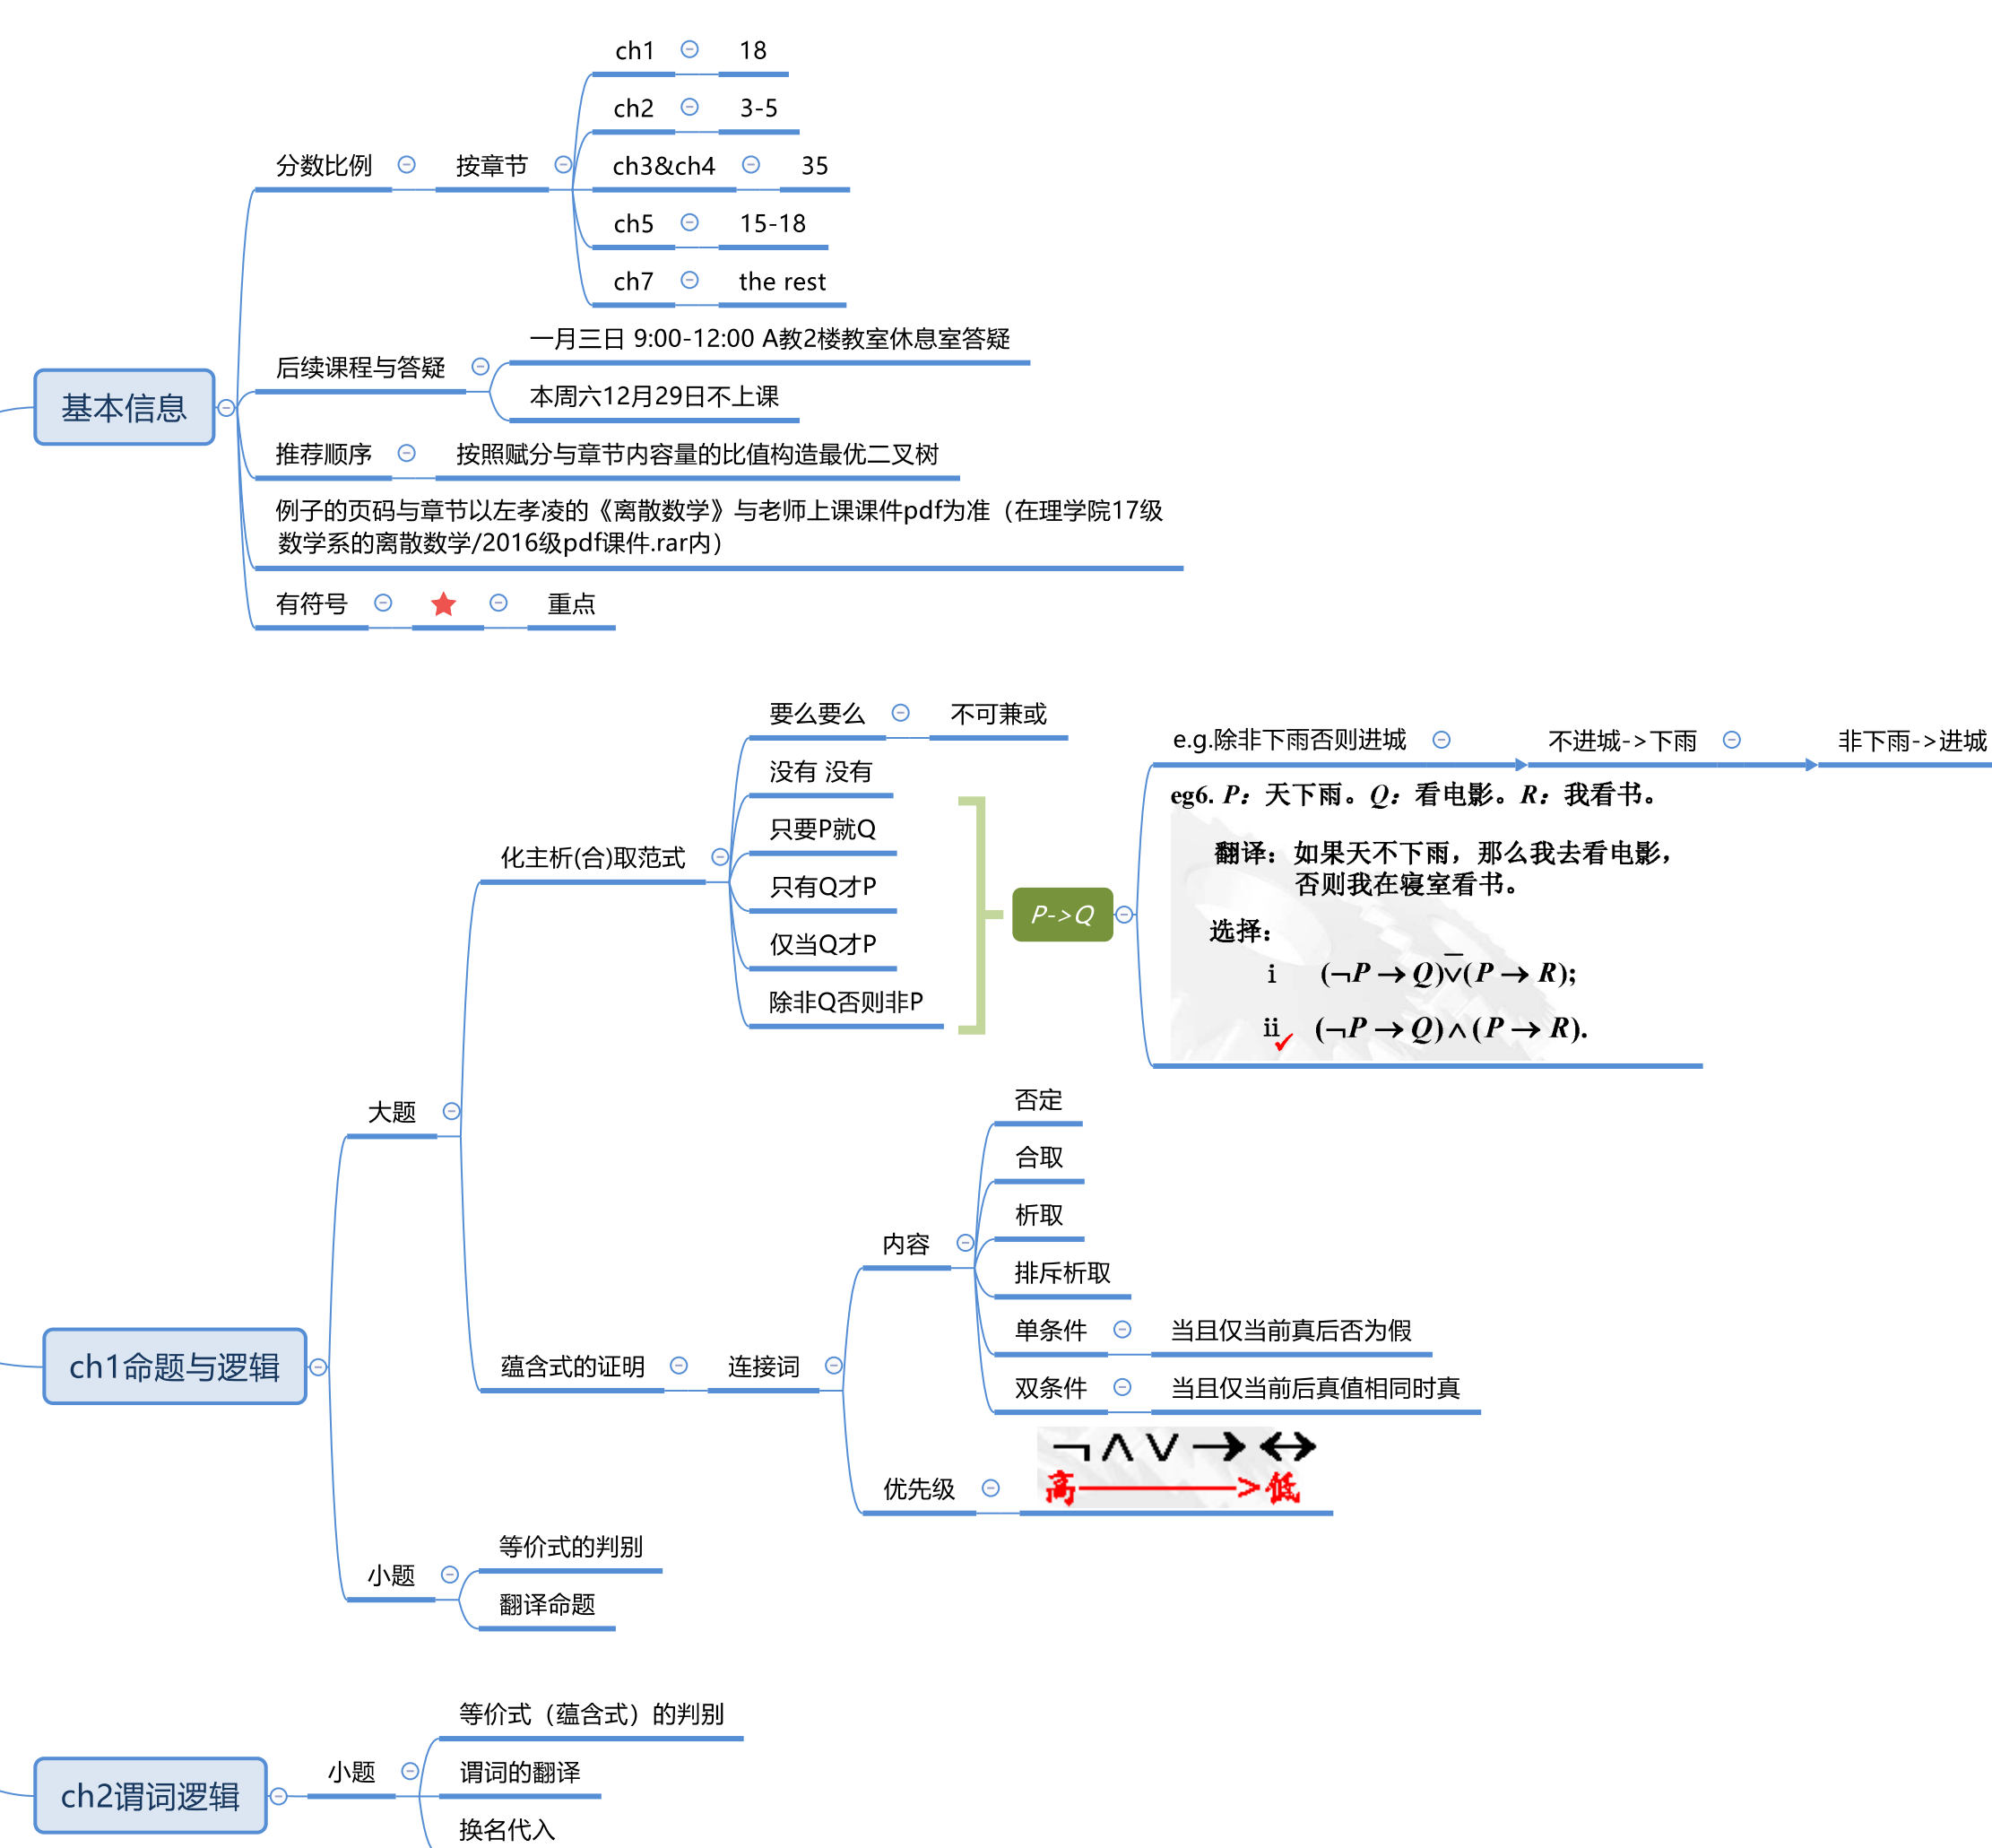 基本信息
分数比例
按章节
ch1
18
ch2
3-5
ch3&ch4
35
ch5
15-18
ch7
the rest
后续课程与答疑
一月三日 9:00-12:00 A教2楼教室休息室答疑
本周六12月29日不上课
推荐顺序
按照赋分与章节内容量的比值构造最优二叉树
例子的页码与章节以左孝凌的《离散数学》与老师上课课件pdf为准（在理学院17级
数学系的离散数学/2016级pdf课件.rar内）
有符号
重点
ch1命题与逻辑
大题
化主析(合)取范式
要么要么
不可兼或
没有 没有
只要P就Q
只有Q才P
仅当Q才P
除非Q否则非P
P->Q
e.g.除非下雨否则进城
不进城->下雨
非下雨->进城
eg6. P：天下雨。Q：看电影。R：我看书。
翻译：如果天不下雨，那么我去看电影，
否则我在寝室看书。
选择：
i (¬P→Q)⊽(P→R);
ii ✓ (¬P→Q)∧(P→R).
蕴含式的证明
连接词
内容
否定
合取
析取
排斥析取
单条件
当且仅当前真后否为假
双条件
当且仅当前后真值相同时真
优先级
¬∧∨→↔
高————>低
小题
等价式的判别
翻译命题
ch2谓词逻辑
小题
等价式（蕴含式）的判别
谓词的翻译
换名代入